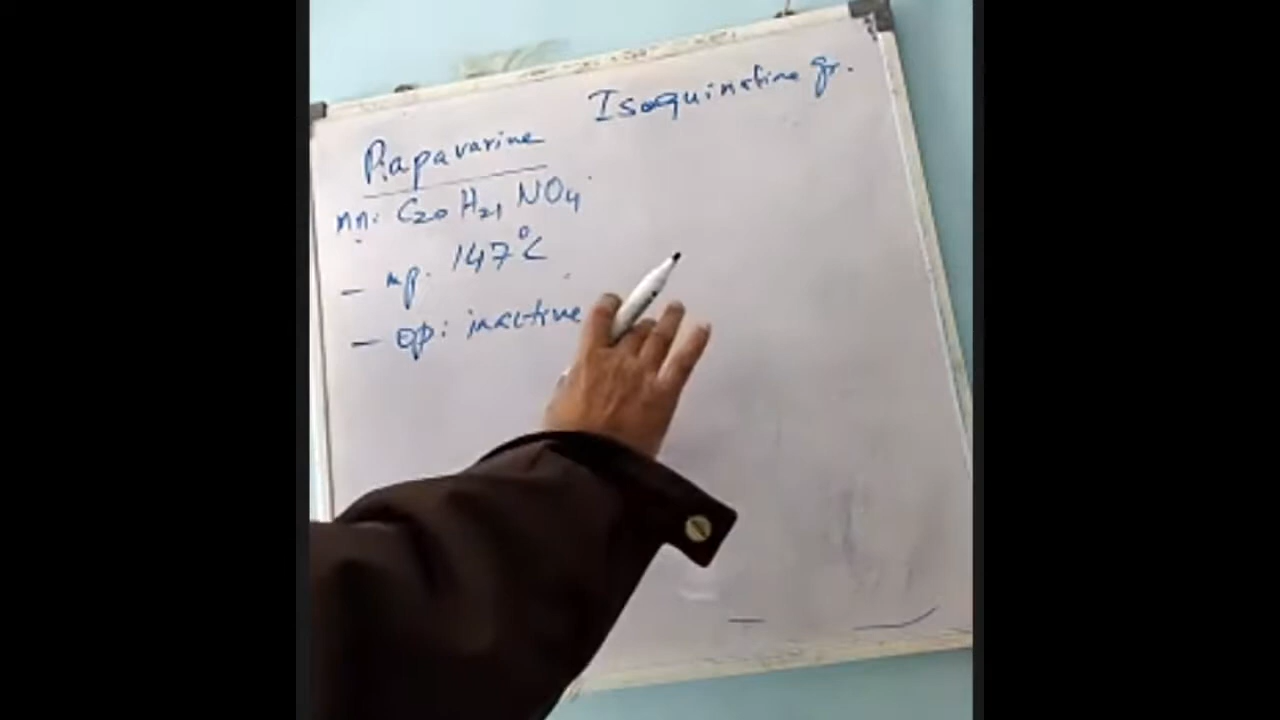 Isoquinoline gr.
Papavarine
mn: C20 H21 NO4
- mp. 147°C
- op: inactive